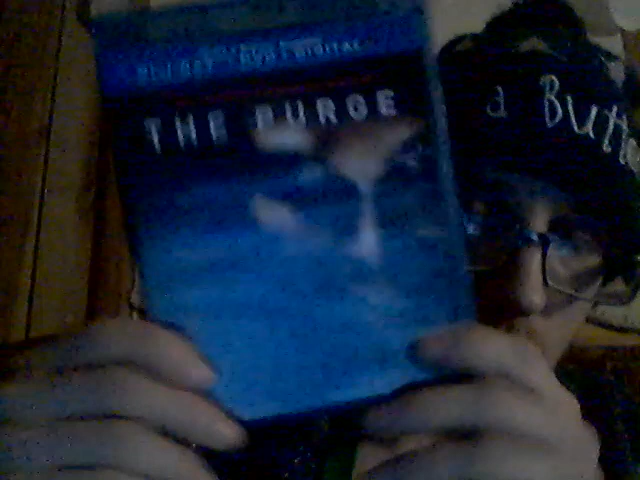 BLU-RAY + DVD + DIGITAL
THE PURGE
a Butt